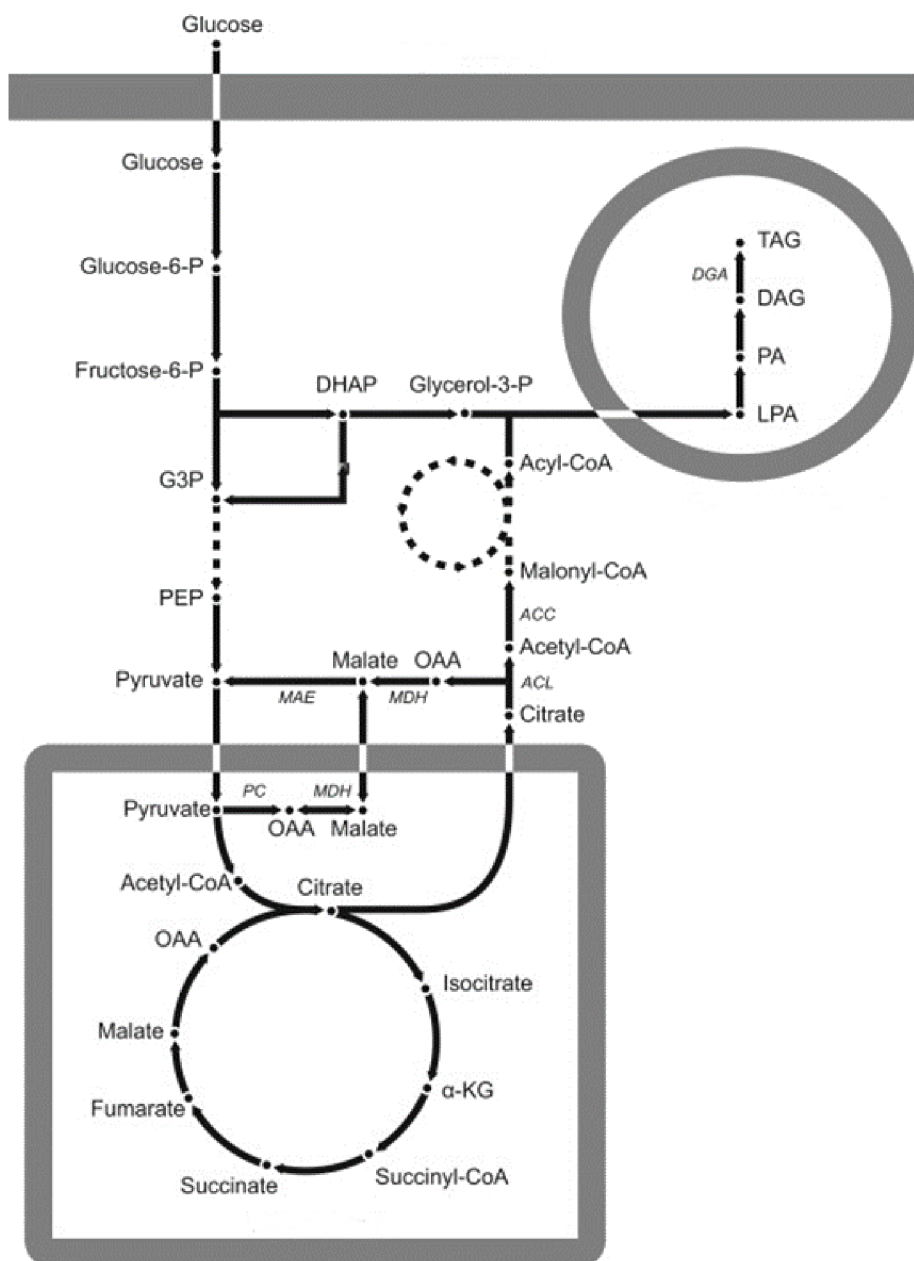 Glucose
Glucose
Glucose-6-P
Fructose-6-P
DHAP
Glycerol-3-P
TAG
DGA
DAG
PA
LPA
Acyl-CoA
G3P
Malonyl-CoA
PEP
ACC
Acetyl-CoA
Pyruvate
MAE
Malate
MDH
OAA
ACL
Citrate
Pyruvate
PC
OAA
MDH
Malate
Acetyl-CoA
Citrate
OAA
Isocitrate
Malate
α-KG
Fumarate
Succinate
Succinyl-CoA